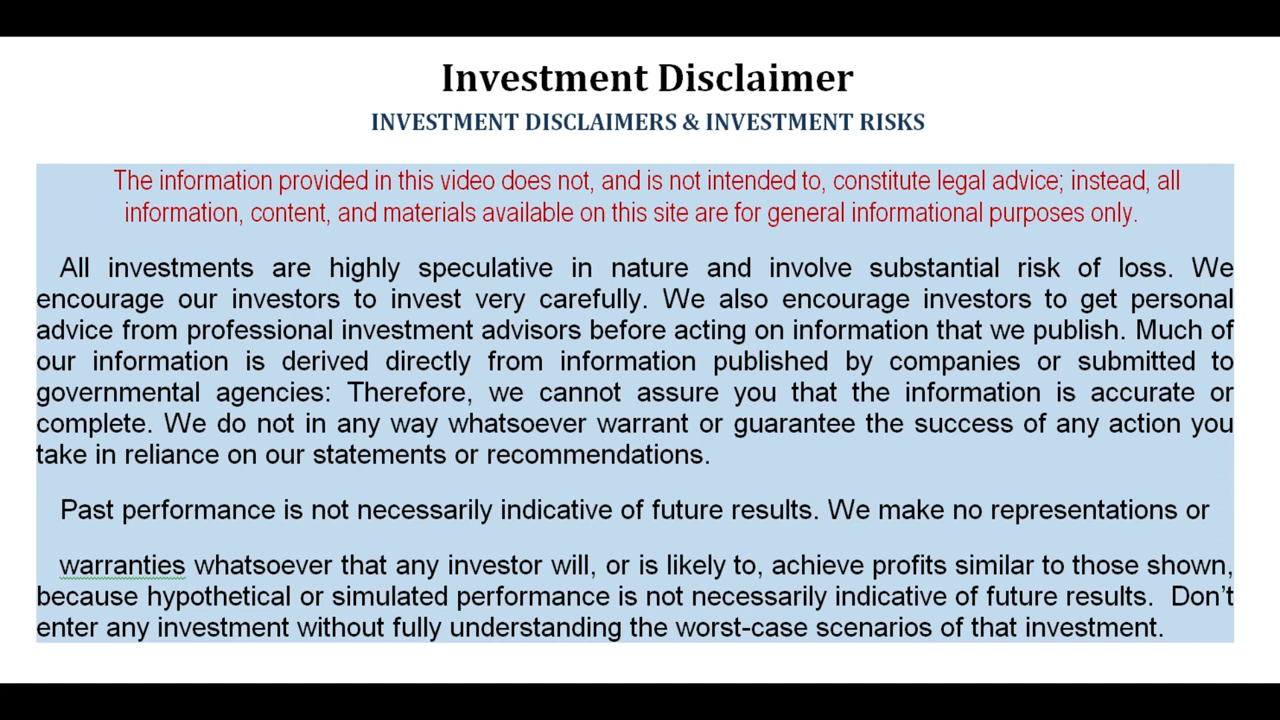 Investment Disclaimer
INVESTMENT DISCLAIMERS & INVESTMENT RISKS
The information provided in this video does not, and is not intended to, constitute legal advice; instead, all
information, content, and materials available on this site are for general informational purposes only.
All investments are highly speculative in nature and involve substantial risk of loss. We
encourage our investors to invest very carefully. We also encourage investors to get personal
advice from professional investment advisors before acting on information that we publish. Much of
our information is derived directly from information published by companies or submitted to
governmental agencies: Therefore, we cannot assure you that the information is accurate or
complete. We do not in any way whatsoever warrant or guarantee the success of any action you
take in reliance on our statements or recommendations.
Past performance is not necessarily indicative of future results. We make no representations or
warranties whatsoever that any investor will, or is likely to, achieve profits similar to those shown,
because hypothetical or simulated performance is not necessarily indicative of future results.  Don’t
enter any investment without fully understanding the worst-case scenarios of that investment.